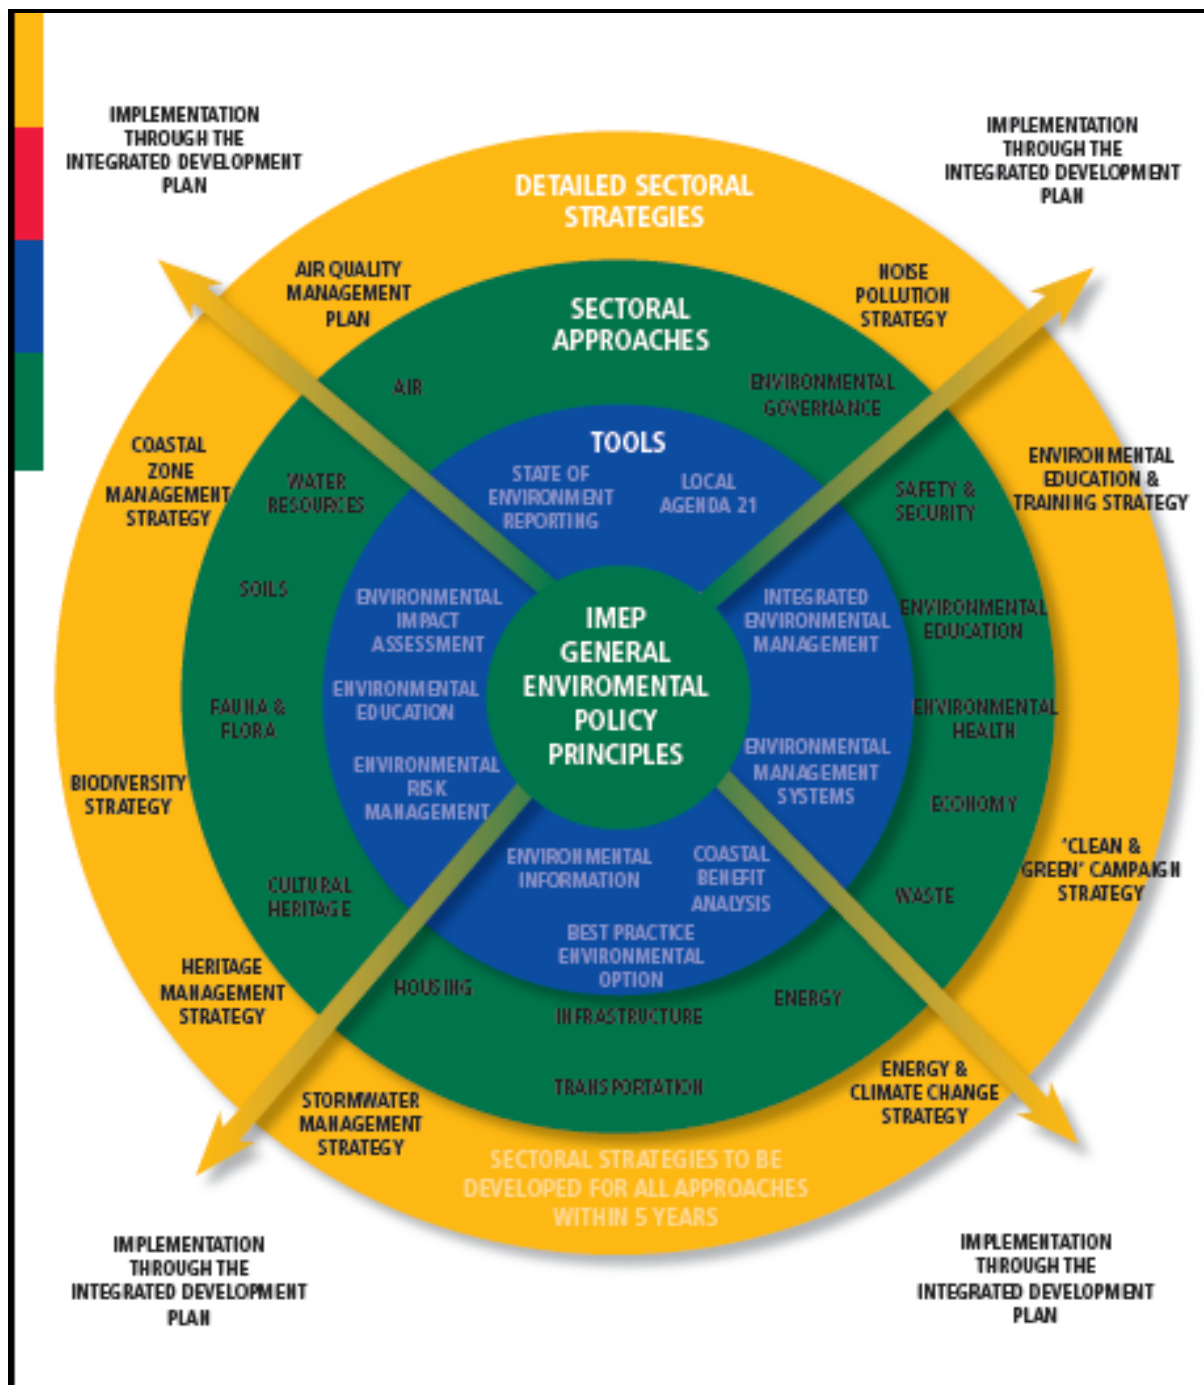 IMPLEMENTATION
THROUGH THE
INTEGRATED DEVELOPMENT
PLAN
IMPLEMENTATION
THROUGH THE
INTEGRATED DEVELOPMENT
PLAN
DETAILED SECTORAL
STRATEGIES
AIR QUALITY
MANAGEMENT
PLAN
NOISE
POLLUTION
STRATEGY
SECTORAL
APPROACHES
AIR
ENVIRONMENTAL
GOVERNANCE
COASTAL
ZONE
MANAGEMENT
STRATEGY
WATER
RESOURCES
TOOLS
STATE OF
ENVIRONMENT
REPORTING
LOCAL
AGENDA 21
SAFETY &
SECURITY
ENVIRONMENTAL
EDUCATION &
TRAINING STRATEGY
SOILS
ENVIRONMENTAL
IMPACT
ASSESSMENT
IMEP
GENERAL
ENVIROMENTAL
POLICY
PRINCIPLES
INTEGRATED
ENVIRONMENTAL
MANAGEMENT
ENVIRONMENTAL
EDUCATION
FAUNA &
FLORA
ENVIRONMENTAL
EDUCATION
ENVIRONMENTAL
HEALTH
BIODIVERSITY
STRATEGY
ENVIRONMENTAL
RISK
MANAGEMENT
ENVIRONMENTAL
MANAGEMENT
SYSTEMS
ECONOMY
ENVIRONMENTAL
INFORMATION
COASTAL
BENEFIT
ANALYSIS
'CLEAN &
GREEN' CAMPAIGN
STRATEGY
CULTURAL
HERITAGE
WASTE
BEST PRACTICE
ENVIRONMENTAL
OPTION
HERITAGE
MANAGEMENT
STRATEGY
HOUSING
INFRASTRUCTURE
ENERGY
TRANSPORTATION
STORMWATER
MANAGEMENT
STRATEGY
ENERGY &
CLIMATE CHANGE
STRATEGY
SECTORAL STRATEGIES TO BE
DEVELOPED FOR ALL APPROACHES
WITHIN 5 YEARS
IMPLEMENTATION
THROUGH THE
INTEGRATED DEVELOPMENT
PLAN
IMPLEMENTATION
THROUGH THE
INTEGRATED DEVELOPMENT
PLAN